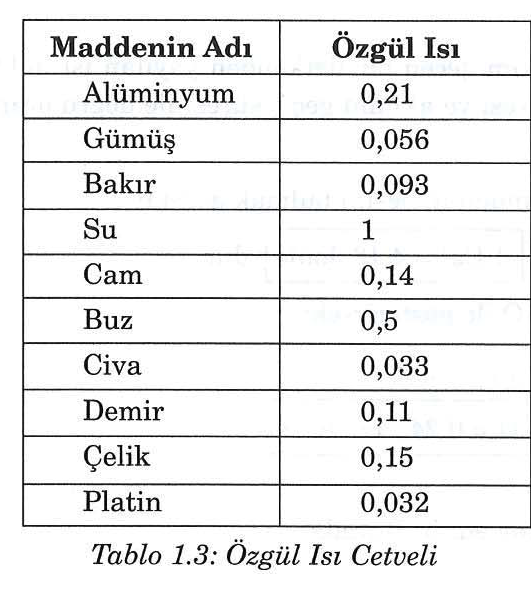 Maddenin Adı Özgül Isı
Alüminyum 0,21
Gümüş 0,056
Bakır 0,093
Su 1
Cam 0,14
Buz 0,5
Civa 0,033
Demir 0,11
Çelik 0,15
Platin 0,032
Tablo 1.3: Özgül Isı Cetveli